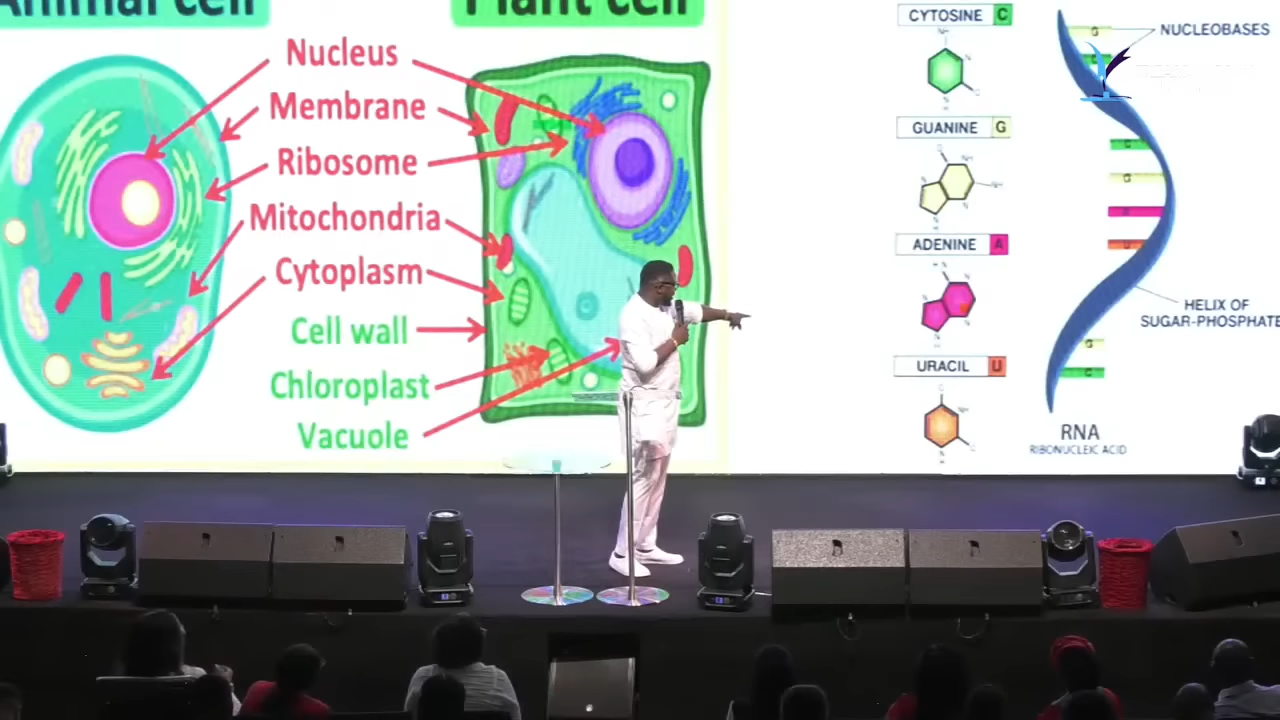 Animal cell
Plant cell
Nucleus
Membrane
Ribosome
Mitochondria
Cytoplasm
Cell wall
Chloroplast
Vacuole
CYTOSINE C
GUANINE G
ADENINE A
URACIL U
NUCLEOBASES
HELIX OF
SUGAR-PHOSPHATE
RNA
RIBONUCLEIC ACID